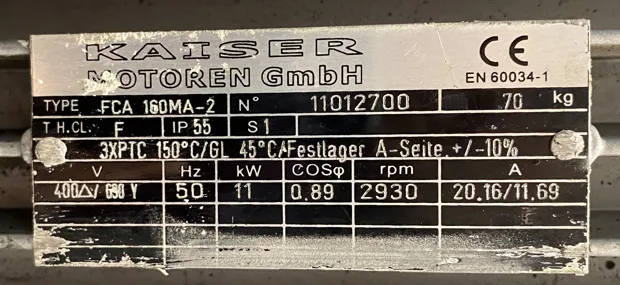 KAISER
MOTOREN GmbH
CE
EN 60034-1
TYPE FCA 160MA-2 N° 11012700 70 kg
TH.CL. F IP 55 S1
3XPTC 150°C/GL 45°C/Festlager A-Seite +/-10%
V Hz kW COSφ rpm A
400△/ 690 Y 50 11 0.89 2930 20.16/11.69